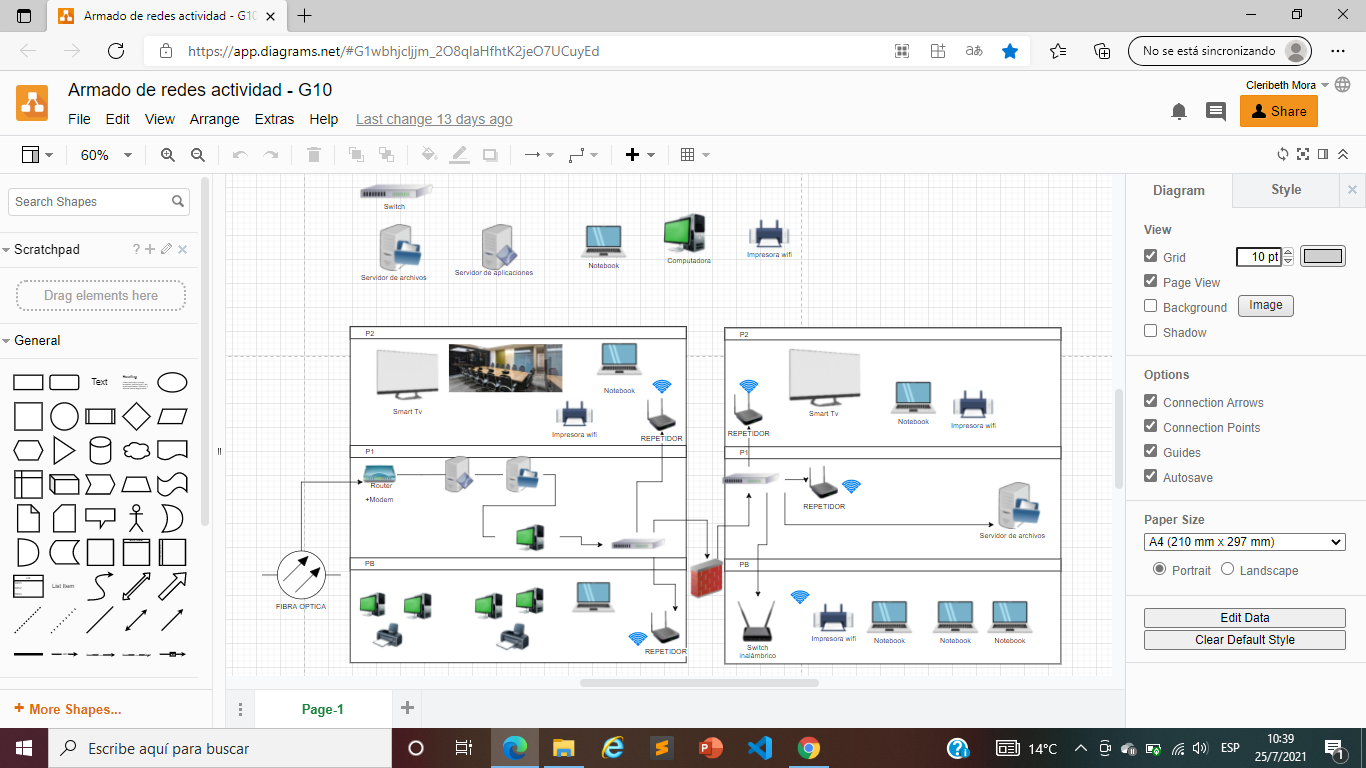 Armado de redes actividad - G10
https://app.diagrams.net/#G1wbhjcIjjm_2O8qIaHfhtK2jeO7UCuyEd
No se está sincronizando
Armado de redes actividad - G10
Cleribeth Mora
File Edit View Arrange Extras Help Last change 13 days ago
Share
60%
Search Shapes
Scratchpad
Drag elements here
General
Text
Heading
List Item
More Shapes...
Switch
Servidor de archivos
Servidor de aplicaciones
Notebook
Computadora
Impresora wifi
P2
Smart Tv
Notebook
Impresora wifi
REPETIDOR
P1
Router
+Modem
PB
REPETIDOR
FIBRA OPTICA
P2
REPETIDOR
Smart Tv
Notebook
Impresora wifi
P1
REPETIDOR
Servidor de archivos
PB
Switch
inalámbrico
Impresora wifi
Notebook
Notebook
Notebook
Page-1
Diagram Style
View
Grid 10 pt
Page View
Background Image
Shadow
Options
Connection Arrows
Connection Points
Guides
Autosave
Paper Size
A4 (210 mm x 297 mm)
Portrait Landscape
Edit Data
Clear Default Style
Escribe aquí para buscar
14°C
ESP
10:39
25/7/2021
1